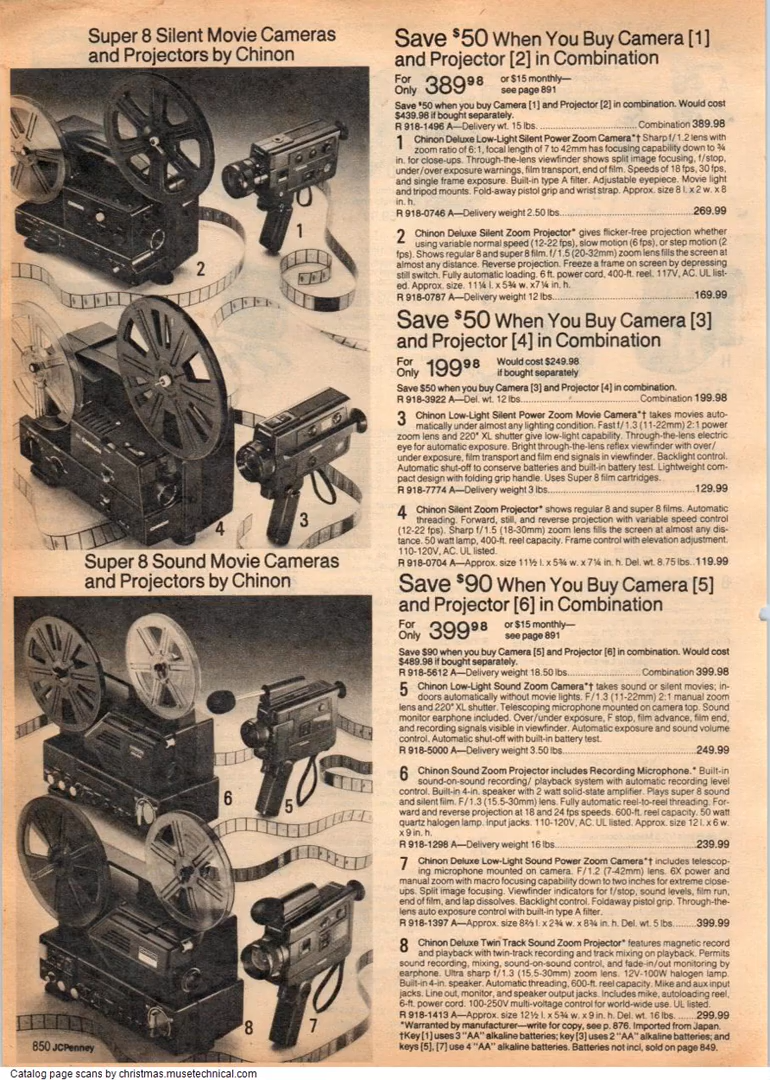 Super 8 Silent Movie Cameras
and Projectors by Chinon
1
2
3
4
Super 8 Sound Movie Cameras
and Projectors by Chinon
5
6
7
8
850 JCPenney
Save $50 When You Buy Camera [1]
and Projector [2] in Combination
For Only 389 98 or $15 monthly—
see page 891
Save $50 when you buy Camera [1] and Projector [2] in combination. Would cost
$439.98 if bought separately.
R 918-1496 A—Delivery wt. 15 lbs. Combination 389.98
1 Chinon Deluxe Low-Light Silent Power Zoom Camera*† Sharp f/1.2 lens with
zoom ratio of 6:1, focal length of 7 to 42mm has focusing capability down to ¾
in. for close-ups. Through-the-lens viewfinder shows split image focusing, f/stop,
under/over exposure warnings, film transport, end of film. Speeds of 18 fps, 30 fps,
and single frame exposure. Built-in type A filter. Adjustable eyepiece. Movie light
and tripod mounts. Fold-away pistol grip and wrist strap. Approx. size 8 l. x 2 w. x 8
in. h.
R 918-0746 A—Delivery weight 2.50 lbs. 269.99
2 Chinon Deluxe Silent Zoom Projector* gives flicker-free projection whether
using variable normal speed (12-22 fps), slow motion (6 fps), or step motion (2
fps). Shows regular 8 and super 8 film. f/1.5 (20-32mm) zoom lens fills the screen at
almost any distance. Reverse projection. Freeze a frame on screen by depressing
still switch. Fully automatic loading. 6 ft. power cord, 400-ft. reel. 117V, AC. UL list-
ed. Approx. size. 11¼ l. x 5¾ w. x 7¼ in. h.
R 918-0787 A—Delivery weight 12 lbs. 169.99
Save $50 When You Buy Camera [3]
and Projector [4] in Combination
For Only 199 98 Would cost $249.98
if bought separately
Save $50 when you buy Camera [3] and Projector [4] in combination.
R 918-3922 A—Del. wt. 12 lbs. Combination 199.98
3 Chinon Low-Light Silent Power Zoom Movie Camera*† takes movies auto-
matically under almost any lighting condition. Fast f/1.3 (11-22mm) 2:1 power
zoom lens and 220° XL shutter give low-light capability. Through-the-lens electric
eye for automatic exposure. Bright through-the-lens reflex viewfinder with over/
under exposure, film transport and film end signals in viewfinder. Backlight control.
Automatic shut-off to conserve batteries and built-in battery test. Lightweight com-
pact design with folding grip handle. Uses Super 8 film cartridges.
R 918-7774 A—Delivery weight 3 lbs. 129.99
4 Chinon Silent Zoom Projector* shows regular 8 and super 8 films. Automatic
threading. Forward, still, and reverse projection with variable speed control
(12-22 fps). Sharp f/1.5 (18-30mm) zoom lens fills the screen at almost any dis-
tance. 50 watt lamp, 400-ft. reel capacity. Frame control with elevation adjustment.
110-120V, AC. UL listed.
R 918-0704 A—Approx. size 11½ l. x 5¾ w. x 7¼ in. h. Del. wt. 8.75 lbs. 119.99
Save $90 When You Buy Camera [5]
and Projector [6] in Combination
For Only 399 98 or $15 monthly—
see page 891
Save $90 when you buy Camera [5] and Projector [6] in combination. Would cost
$489.98 if bought separately.
R 918-5612 A—Delivery weight 18.50 lbs. Combination 399.98
5 Chinon Low-Light Sound Zoom Camera*† takes sound or silent movies; in-
doors automatically without movie lights. F/1.3 (11-22mm) 2:1 manual zoom
lens and 220° XL shutter. Telescoping microphone mounted on camera top. Sound
monitor earphone included. Over/under exposure, F stop, film advance, film end,
and recording signals visible in viewfinder. Automatic exposure and sound volume
control. Automatic shut-off with built-in battery test.
R 918-5000 A—Delivery weight 3.50 lbs. 249.99
6 Chinon Sound Zoom Projector includes Recording Microphone.* Built-in
sound-on-sound recording/ playback system with automatic recording level
control. Built-in 4-in. speaker with 2 watt solid-state amplifier. Plays super 8 sound
and silent film. F/1.3 (15.5-30mm) lens. Fully automatic reel-to-reel threading. For-
ward and reverse projection at 18 and 24 fps speeds. 600-ft. reel capacity. 50 watt
quartz halogen lamp. Input jacks. 110-120V, AC. UL listed. Approx. size 12 l. x 6 w.
x 9 in. h.
R 918-1298 A—Delivery weight 16 lbs. 239.99
7 Chinon Deluxe Low-Light Sound Power Zoom Camera*† includes telescop-
ing microphone mounted on camera. F/1.2 (7-42mm) lens. 6X power and
manual zoom with macro focusing capability down to two inches for extreme close-
ups. Split image focusing. Viewfinder indicators for f/stop, sound levels, film run,
end of film, and lap dissolves. Backlight control. Foldaway pistol grip. Through-the-
lens auto exposure control with built-in type A filter.
R 918-1397 A—Approx. size 8⅔ l. x 2¾ w. x 8¾ in. h. Del. wt. 5 lbs. 399.99
8 Chinon Deluxe Twin Track Sound Zoom Projector* features magnetic record
and playback with twin-track recording and track mixing on playback. Permits
sound recording, mixing, sound-on-sound control, and fade-in/out monitoring by
earphone. Ultra sharp f/1.3 (15.5-30mm) zoom lens. 12V-100W halogen lamp.
Built-in 4-in. speaker. Automatic threading, 600-ft. reel capacity. Mike and aux input
jacks. Line out, monitor, and speaker output jacks. Includes mike, autoloading reel,
6-ft. power cord. 100-250V multi-voltage control for world-wide use. UL listed.
R 918-1413 A—Approx. size 12½ l. x 5¾ w. x 9 in. h. Del. wt. 16 lbs. 299.99
*Warranted by manufacturer—write for copy, see p. 876. Imported from Japan.
†Key [1] uses 3 "AA" alkaline batteries; key [3] uses 2 "AA" alkaline batteries; and
keys [5], [7] use 4 "AA" alkaline batteries. Batteries not incl, sold on page 849.
Catalog page scans by christmas.musetechnical.com